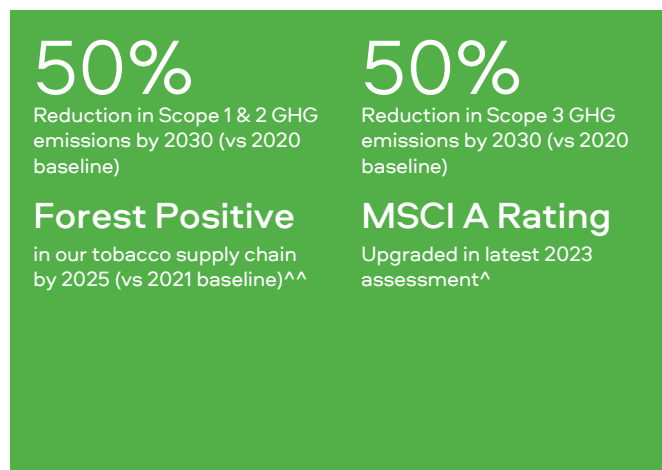 50%
Reduction in Scope 1 & 2 GHG
emissions by 2030 (vs 2020
baseline)
50%
Reduction in Scope 3 GHG
emissions by 2030 (vs 2020
baseline)
Forest Positive
in our tobacco supply chain
by 2025 (vs 2021 baseline)^^
MSCI A Rating
Upgraded in latest 2023
assessment^